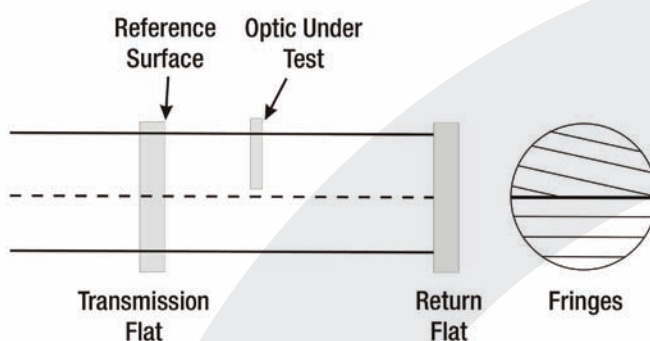 Reference
Surface
Optic Under
Test
Transmission
Flat
Return
Flat
Fringes